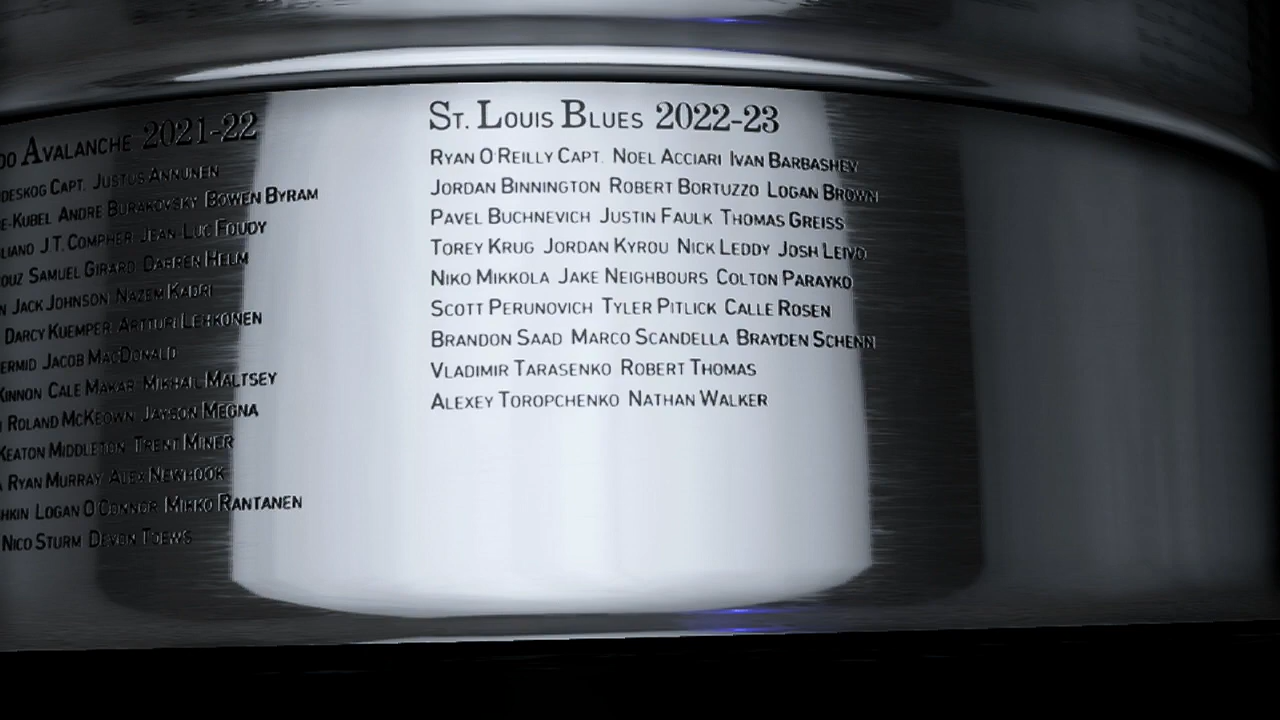 Avalanche 2021-22
Capt. Justus Annunen
Andre Burakovsky Bowen Byram
J.T. Compher Jean-Luc Foudy
Samuel Girard Darren Helm
Jack Johnson Nazem Kadri
Darcy Kuemper Artturi Lehkonen
Jacob MacDonald
Cale Makar Mikhail Maltsev
Roland McKeown Jayson Megna
Keaton Middleton Trent Miner
Ryan Murray Alex Newhook
Logan O'Connor Mikko Rantanen
Nico Sturm Devon Toews
St. Louis Blues 2022-23
Ryan O'Reilly Capt. Noel Acciari Ivan Barbashev
Jordan Binnington Robert Bortuzzo Logan Brown
Pavel Buchnevich Justin Faulk Thomas Greiss
Torey Krug Jordan Kyrou Nick Leddy Josh Leivo
Niko Mikkola Jake Neighbours Colton Parayko
Scott Perunovich Tyler Pitlick Calle Rosen
Brandon Saad Marco Scandella Brayden Schenn
Vladimir Tarasenko Robert Thomas
Alexey Toropchenko Nathan Walker